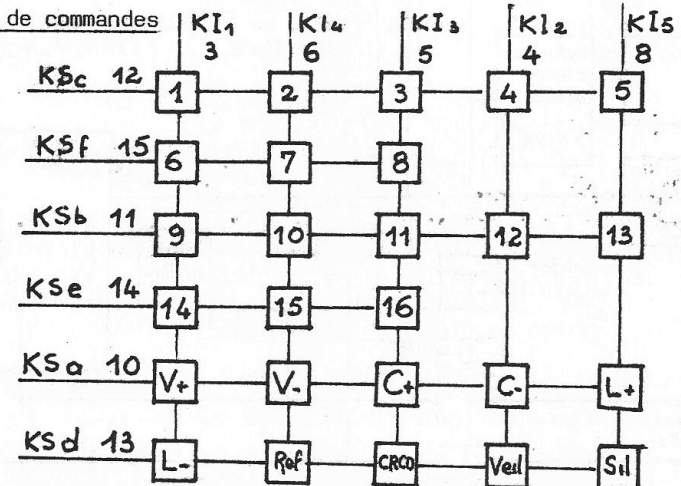 de commandes
KI1 KI4 KI3 KI2 KI5
3 6 5 4 8
KSc 12 1 2 3 4 5
KSf 15 6 7 8
KSb 11 9 10 11 12 13
KSe 14 14 15 16
KSa 10 V+ V- C+ C- L+
KSd 13 L- Ref CRCO Veil Sil